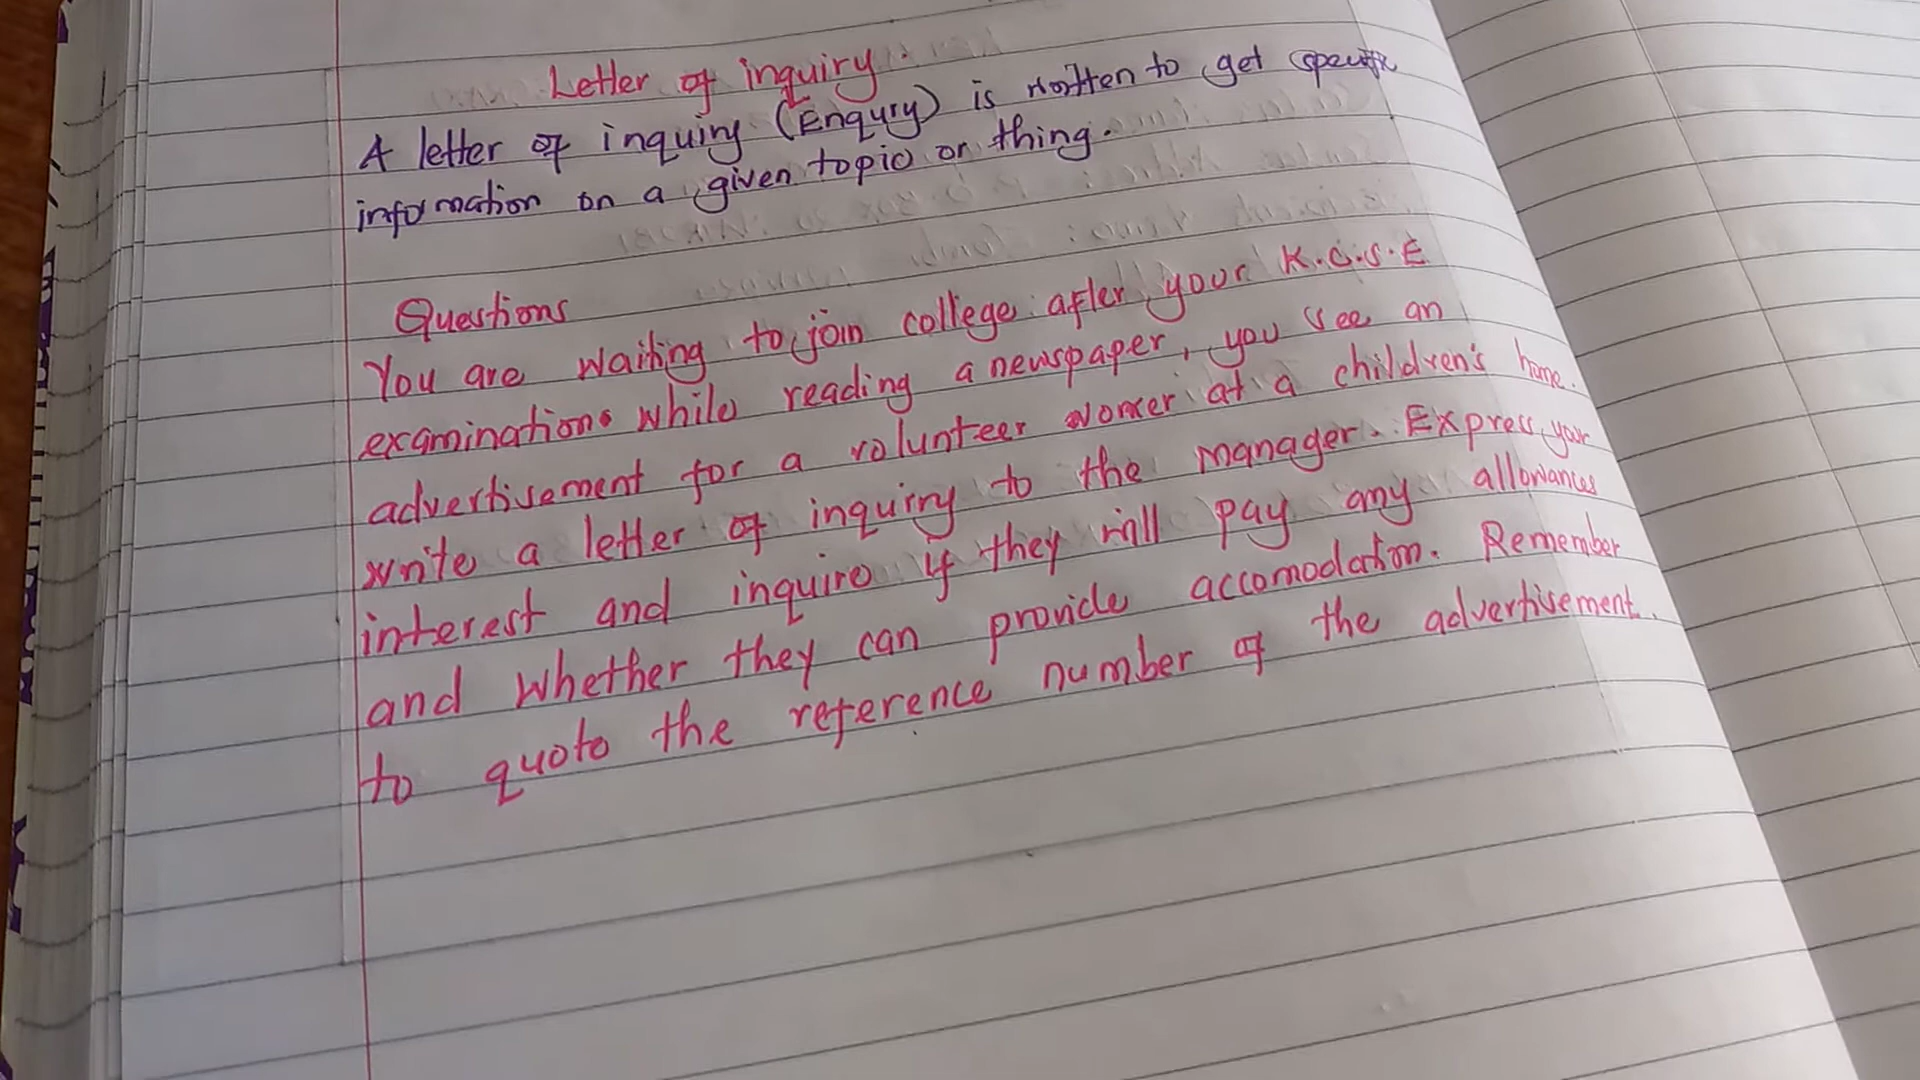 Letter of inquiry.
A letter of inquiry (Enqury) is written to get specific
information on a given topic or thing.
Questions
You are waiting to join college after your K.C.S.E
examinations while reading a newspaper, you see an
advertisement for a volunteer worker at a children's home.
write a letter of inquiry to the manager. Express your
interest and inquire if they will pay any allowances
and whether they can provide accomodation. Remember
to quote the reference number of the advertisement.